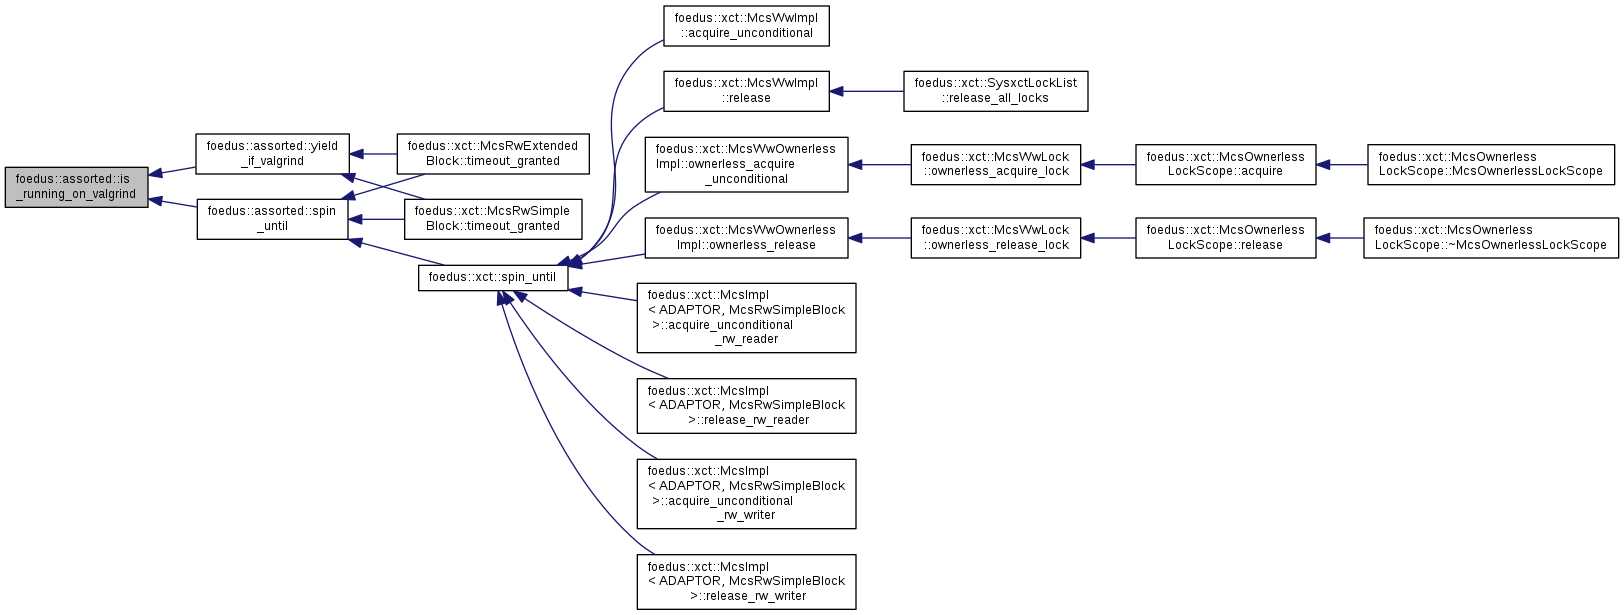 foedus::assorted::is
_running_on_valgrind
foedus::assorted::yield
_if_valgrind
foedus::assorted::spin
_until
foedus::xct::McsRwExtended
Block::timeout_granted
foedus::xct::McsRwSimple
Block::timeout_granted
foedus::xct::spin_until
foedus::xct::McsWwImpl
::acquire_unconditional
foedus::xct::McsWwImpl
::release
foedus::xct::SysxctLockList
::release_all_locks
foedus::xct::McsWwOwnerless
Impl::ownerless_acquire
_unconditional
foedus::xct::McsWwLock
::ownerless_acquire_lock
foedus::xct::McsOwnerless
LockScope::acquire
foedus::xct::McsOwnerless
LockScope::McsOwnerlessLockScope
foedus::xct::McsWwOwnerless
Impl::ownerless_release
foedus::xct::McsWwLock
::ownerless_release_lock
foedus::xct::McsOwnerless
LockScope::release
foedus::xct::McsOwnerless
LockScope::~McsOwnerlessLockScope
foedus::xct::McsImpl
< ADAPTOR, McsRwSimpleBlock
>::acquire_unconditional
_rw_reader
foedus::xct::McsImpl
< ADAPTOR, McsRwSimpleBlock
>::release_rw_reader
foedus::xct::McsImpl
< ADAPTOR, McsRwSimpleBlock
>::acquire_unconditional
_rw_writer
foedus::xct::McsImpl
< ADAPTOR, McsRwSimpleBlock
>::release_rw_writer